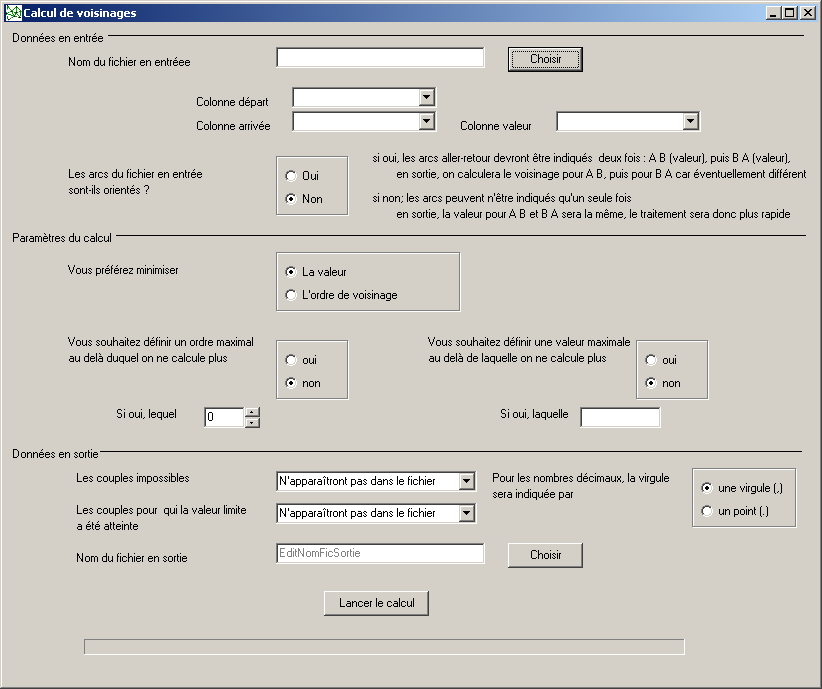 Calcul de voisinages
Données en entrée
Nom du fichier en entréee
Choisir
Colonne départ
Colonne arrivée
Colonne valeur
Les arcs du fichier en entrée
sont-ils orientés ?
Oui
Non
si oui, les arcs aller-retour devront être indiqués  deux fois : A B (valeur), puis B A (valeur),
en sortie, on calculera le voisinage pour A B, puis pour B A car éventuellement différent
si non; les arcs peuvent n'être indiqués qu'un seule fois
en sortie, la valeur pour A B et B A sera la même, le traitement sera donc plus rapide
Paramètres du calcul
Vous préférez minimiser
La valeur
L'ordre de voisinage
Vous souhaitez définir un ordre maximal
au delà duquel on ne calcule plus
oui
non
Vous souhaitez définir une valeur maximale
au delà de laquelle on ne calcule plus
oui
non
Si oui, lequel
0
Si oui, laquelle
Données en sortie
Les couples impossibles
N'apparaîtront pas dans le fichier
Pour les nombres décimaux, la virgule
sera indiquée par
une virgule (,)
un point (.)
Les couples pour  qui la valeur limite
a été atteinte
N'apparaîtront pas dans le fichier
Nom du fichier en sortie
EditNomFicSortie
Choisir
Lancer le calcul